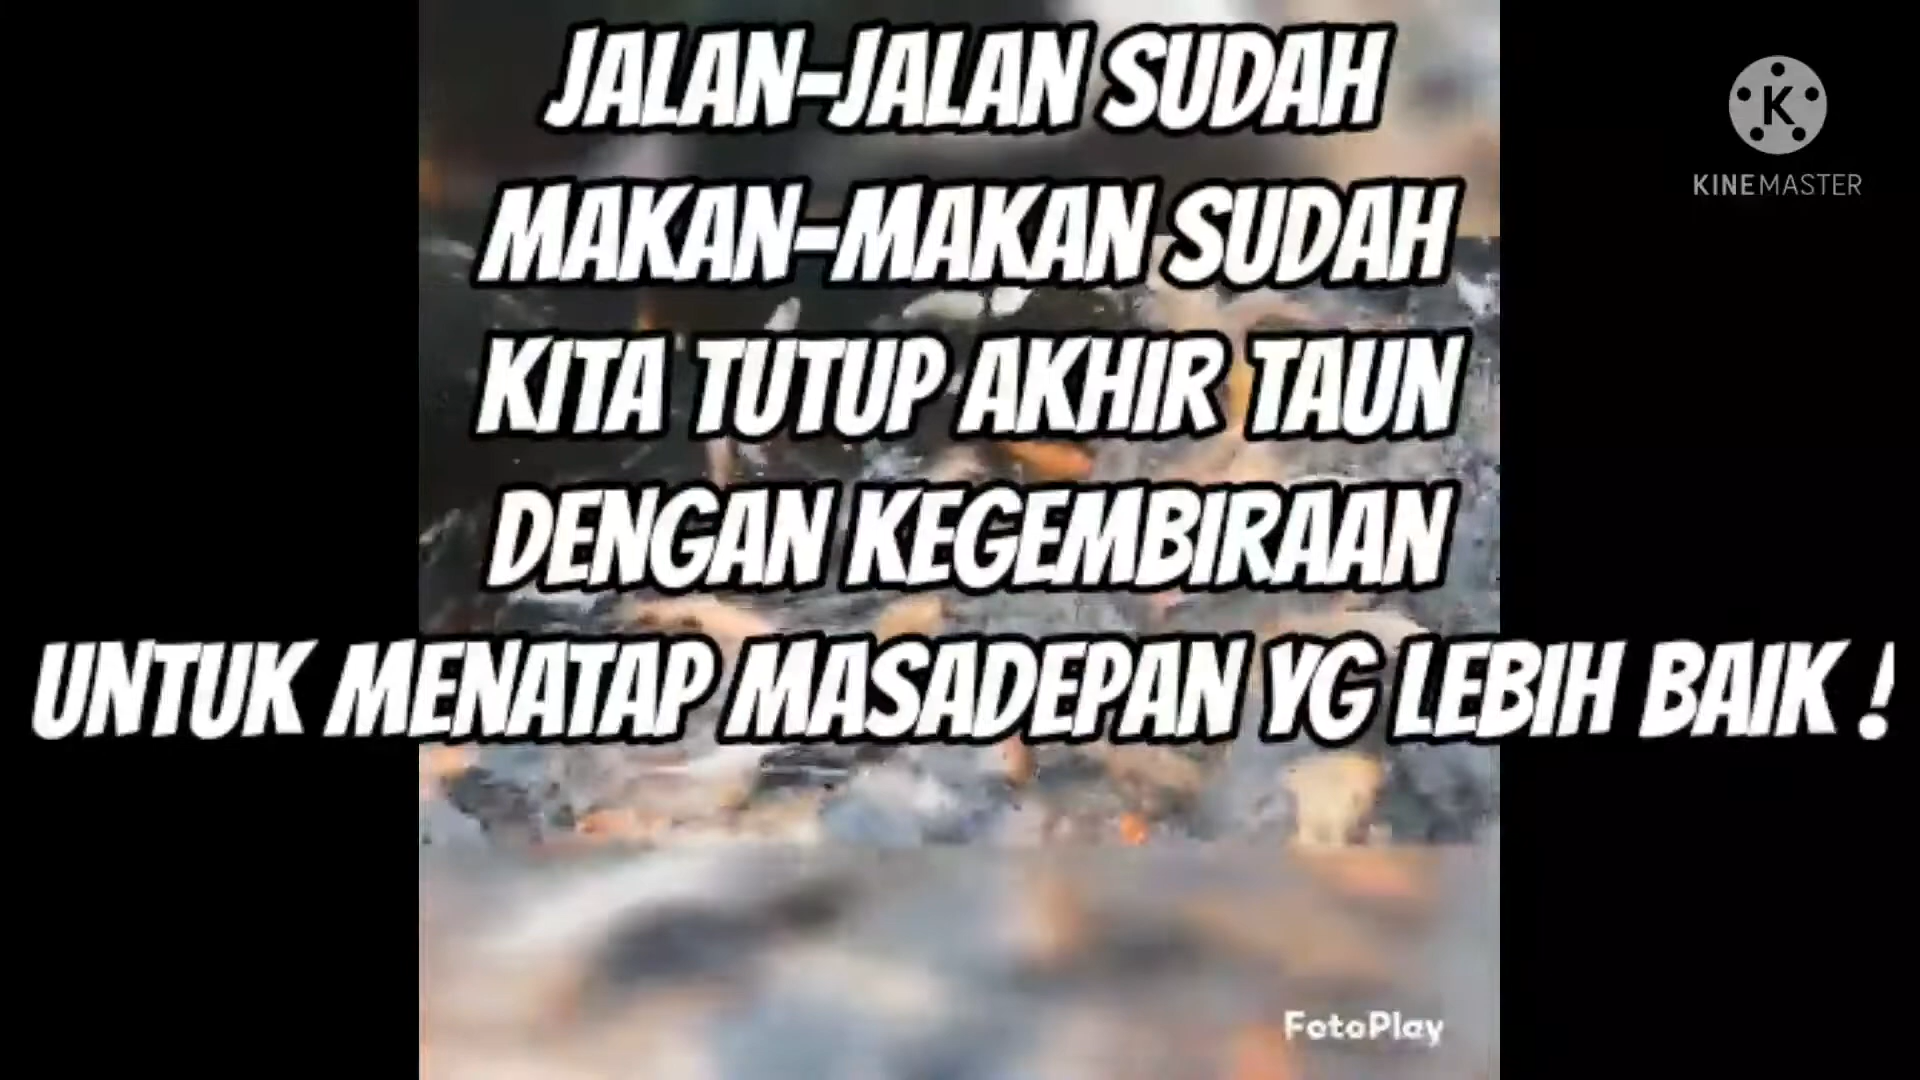 JALAN-JALAN SUDAH
MAKAN-MAKAN SUDAH
KITA TUTUP AKHIR TAUN
DENGAN KEGEMBIRAAN
UNTUK MENATAP MASADEPAN YG LEBIH BAIK !
K
KINEMASTER
FotoPlay